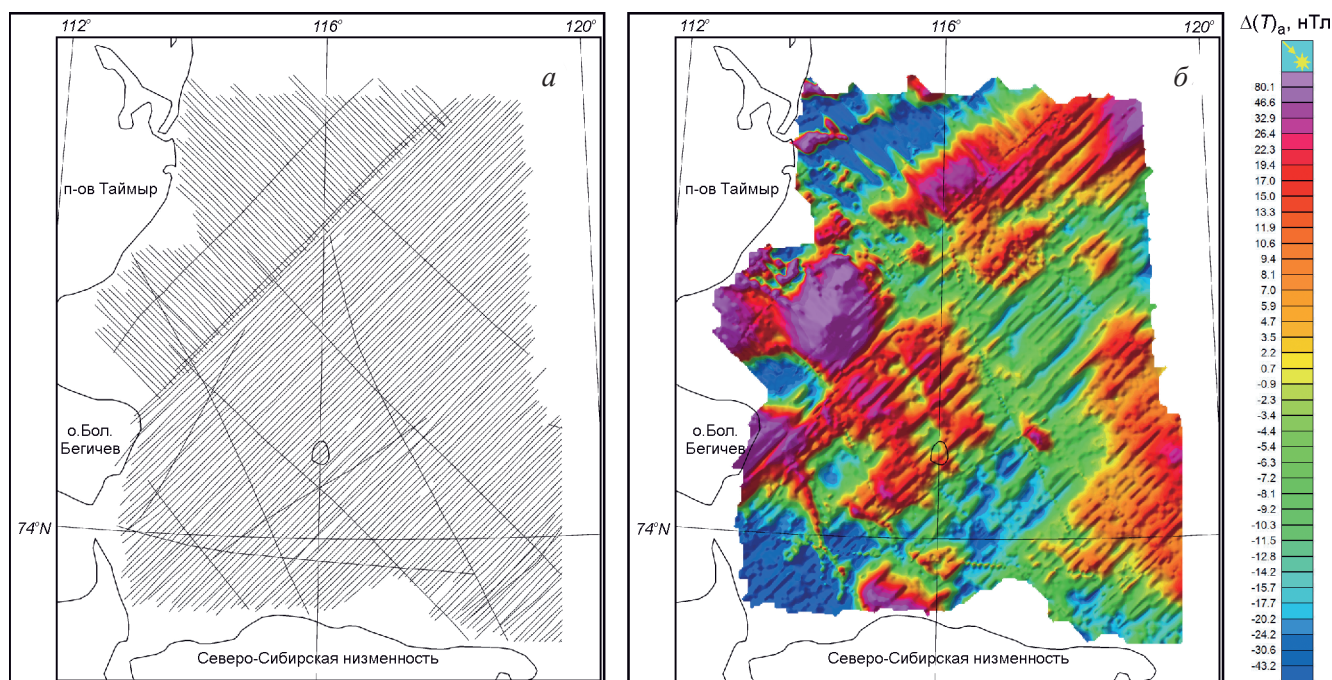 112° 116° 120°
а
п-ов Таймыр
о.Бол.
Бегичев
74°N
Северо-Сибирская низменность
112° 116° 120°
б
п-ов Таймыр
о.Бол.
Бегичев
74°N
116°
Северо-Сибирская низменность
Δ(T)а, нТл
80.1
46.6
32.9
26.4
22.3
19.4
17.0
15.0
13.3
11.9
10.6
9.4
8.1
7.0
5.9
4.7
3.5
2.2
0.7
-0.9
-2.3
-3.4
-4.4
-5.4
-6.3
-7.2
-8.1
-9.2
-10.3
-11.5
-12.8
-14.2
-15.7
-17.7
-20.2
-24.2
-30.6
-43.2